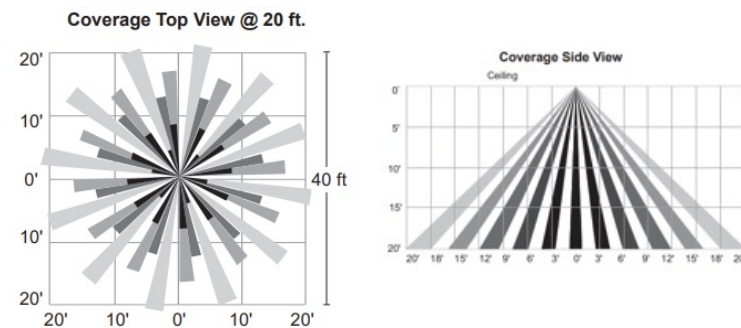 Coverage Top View @ 20 ft.
20'
10'
0'
10'
20'
20' 10' 0' 10' 20'
40 ft
Coverage Side View
Ceiling
0'
5'
10'
15'
20'
20' 15' 12' 9' 6' 3' 0' 3' 6' 9' 12' 15' 20'